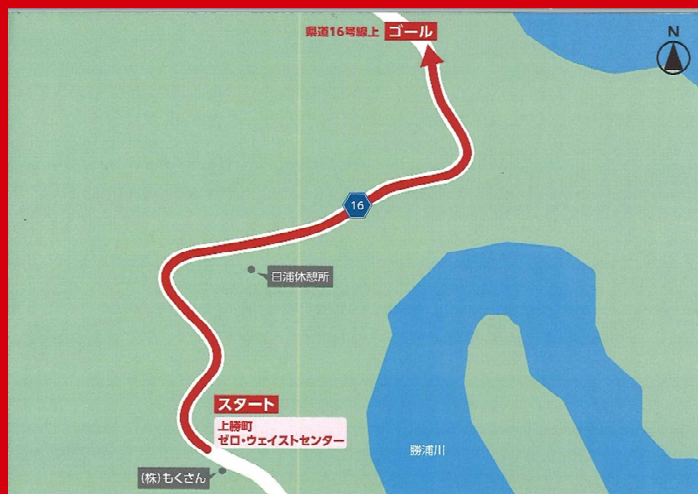 県道16号線上 ゴール
N
16
日浦休憩所
スタート
上勝町
ゼロ・ウェイストセンター
勝浦川
(株)もくさん